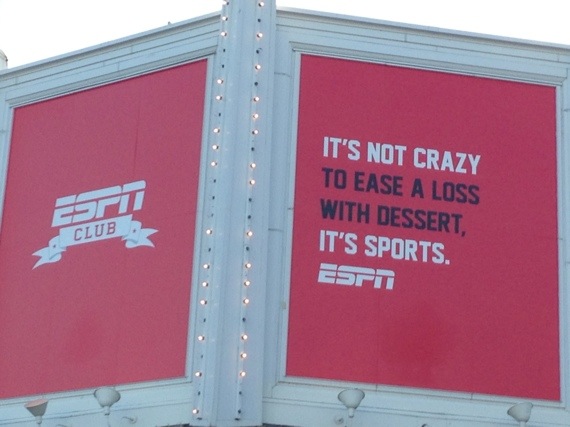 ESPN
CLUB
IT'S NOT CRAZY
TO EASE A LOSS
WITH DESSERT,
IT'S SPORTS.
ESPN